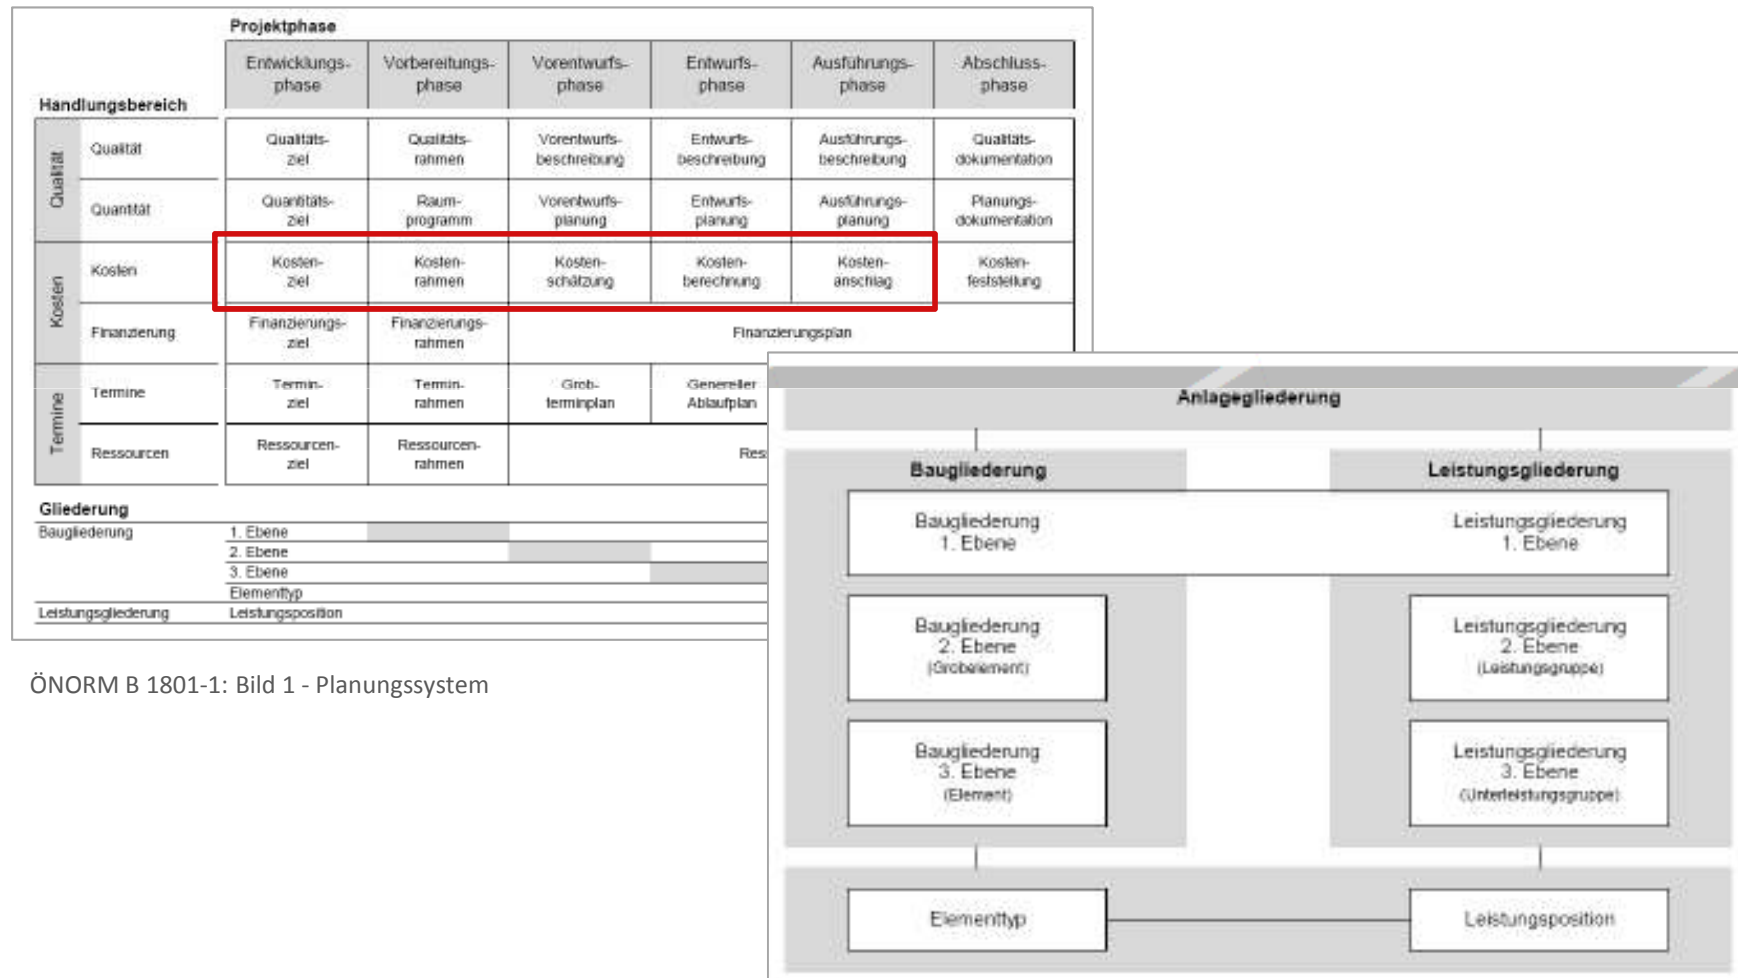 Projektphase
Entwicklungs- Vorbereitungs- Vorentwurfs- Entwurfs- Ausführungs- Abschluss-
phase phase phase phase phase phase
Handlungsbereich
Qualität
Qualität
Qualitäts- Qualitäts- Vorentwurfs- Entwurfs- Ausführungs- Qualitäts-
ziel rahmen beschreibung beschreibung beschreibung dokumentation
Quantität
Quantitäts- Raum- Vorentwurfs- Entwurfs- Ausführungs- Planungs-
ziel programm planung planung planung dokumentation
Kosten
Kosten
Kosten- Kosten- Kosten- Kosten- Kosten- Kosten-
ziel rahmen schätzung berechnung anschlag feststellung
Finanzierung
Finanzierungs- Finanzierungs- Finanzierungsplan
ziel rahmen
Termine
Termine
Termin- Termin- Grob- Genereller
ziel rahmen terminplan Ablaufplan
Ressourcen
Ressourcen- Ressourcen- Res
ziel rahmen
Gliederung
Baugliederung 1. Ebene
2. Ebene
3. Ebene
Elementtyp
Leistungsgliederung Leistungsposition
ÖNORM B 1801-1: Bild 1 - Planungssystem
Anlagegliederung
Baugliederung Leistungsgliederung
Baugliederung Leistungsgliederung
1. Ebene 1. Ebene
Baugliederung Leistungsgliederung
2. Ebene 2. Ebene
(Grobelement) (Leistungsgruppe)
Baugliederung Leistungsgliederung
3. Ebene 3. Ebene
(Element) (Unterleistungsgruppe)
Elementtyp Leistungsposition